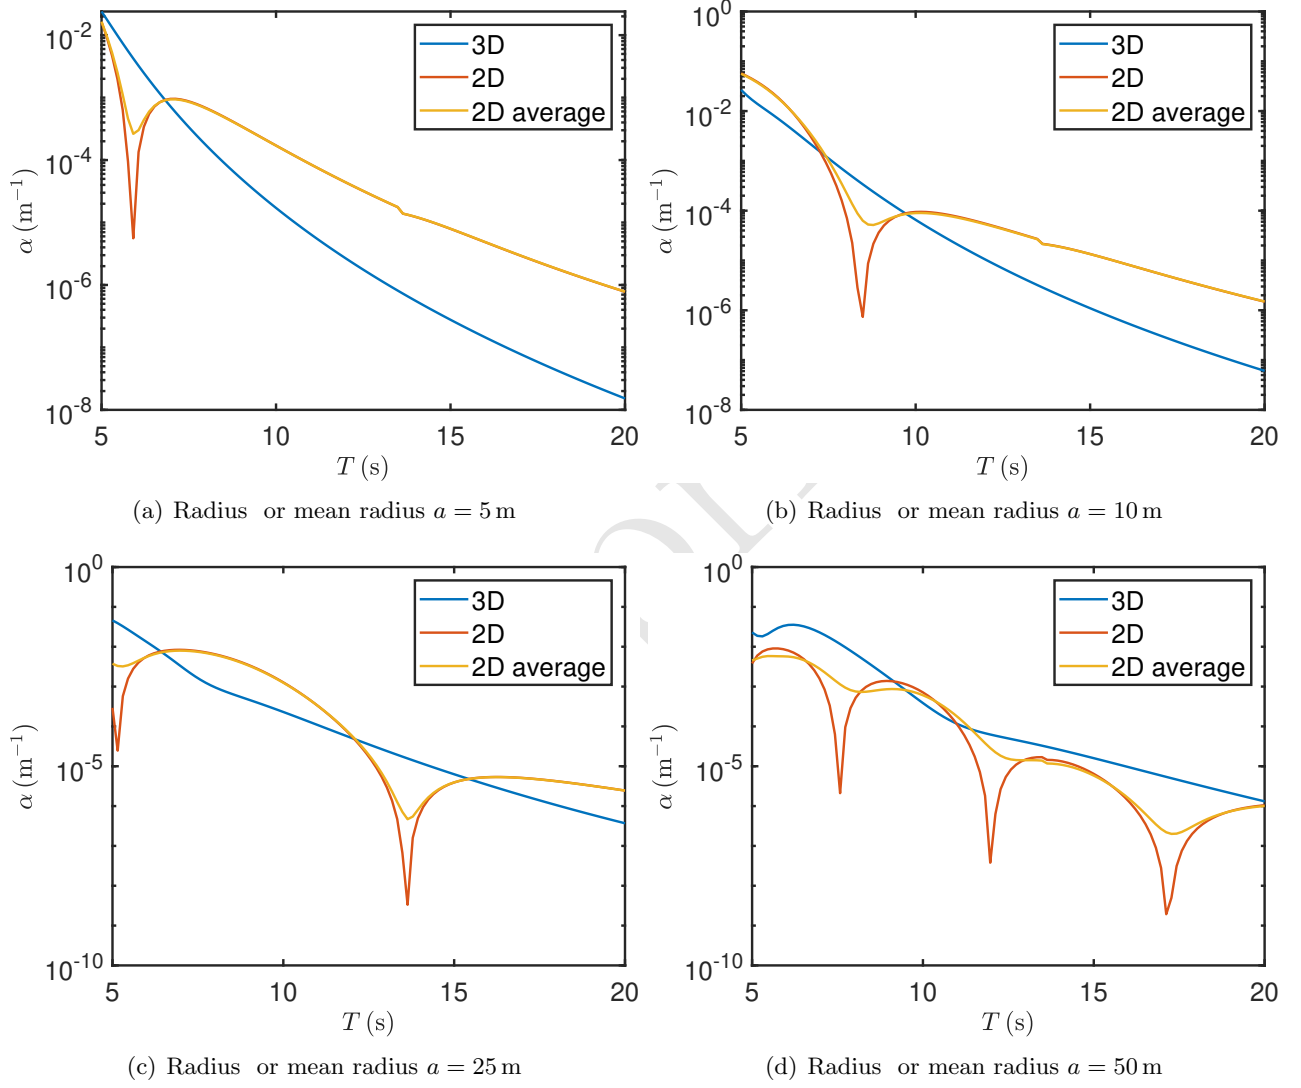 10^-2
10^-4
10^-6
10^-8
α (m^−1)
5 10 15 20
T (s)
3D
2D
2D average
(a) Radius or mean radius a = 5 m
10^0
10^-2
10^-4
10^-6
10^-8
α (m^−1)
5 10 15 20
T (s)
3D
2D
2D average
(b) Radius or mean radius a = 10 m
10^0
10^-5
10^-10
α (m^−1)
5 10 15 20
T (s)
3D
2D
2D average
(c) Radius or mean radius a = 25 m
10^0
10^-5
10^-10
α (m^−1)
5 10 15 20
T (s)
3D
2D
2D average
(d) Radius or mean radius a = 50 m